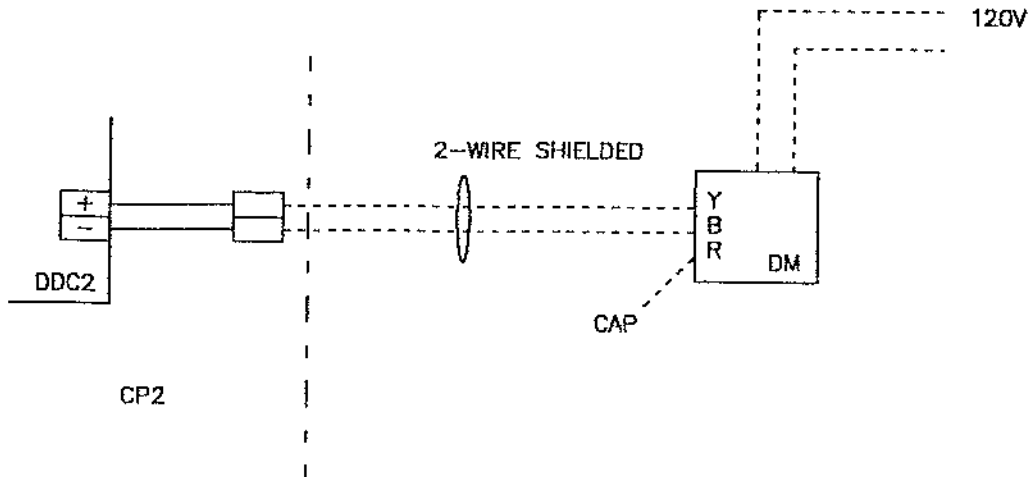 120V
2-WIRE SHIELDED
+
-
Y
B
R
DM
DDC2
CAP
CP2